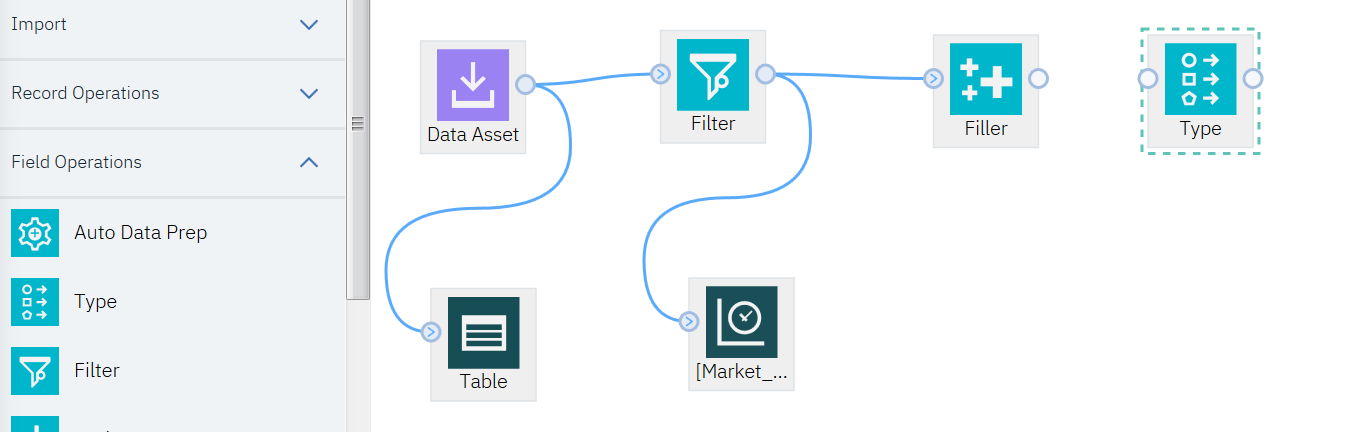 Import
Record Operations
Field Operations
Auto Data Prep
Type
Filter
Data Asset
Filter
Filler
Type
Table
[Market_...